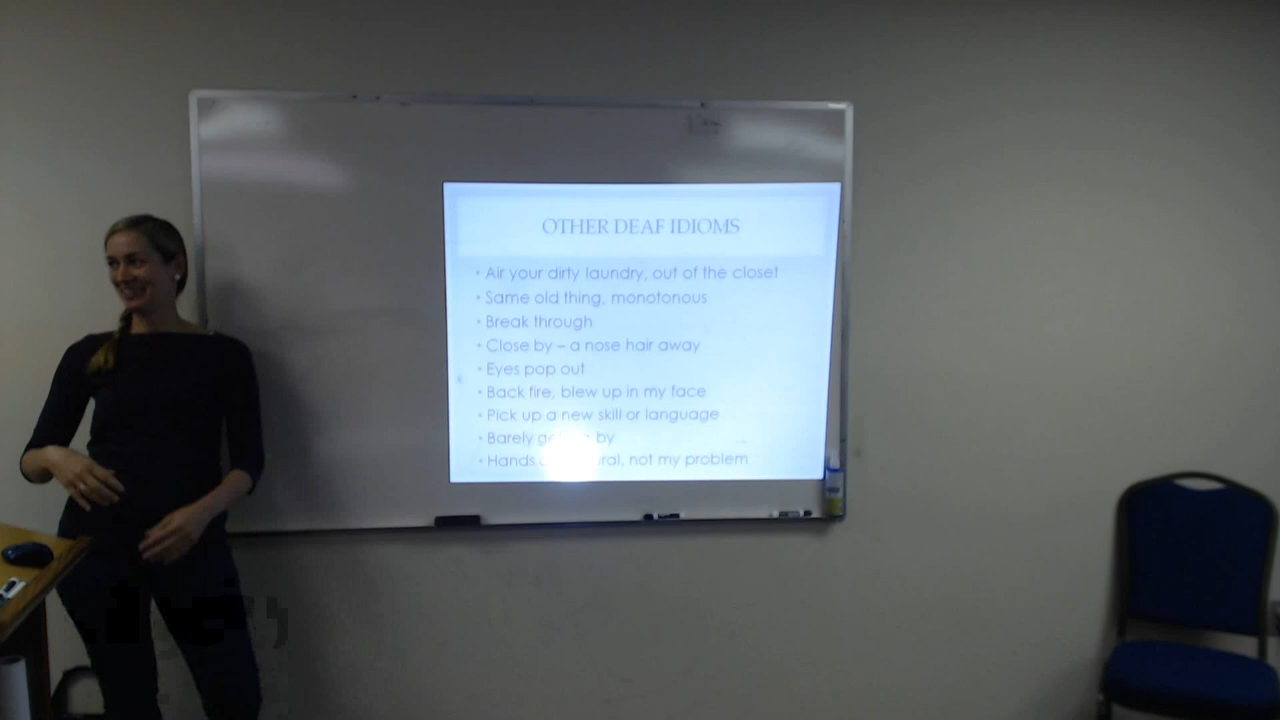 OTHER DEAF IDIOMS
• Air your dirty laundry, out of the closet
• Same old thing, monotonous
• Break through
• Close by – a nose hair away
• Eyes pop out
• Back fire, blew up in my face
• Pick up a new skill or language
• Barely by
• Hands not my problem